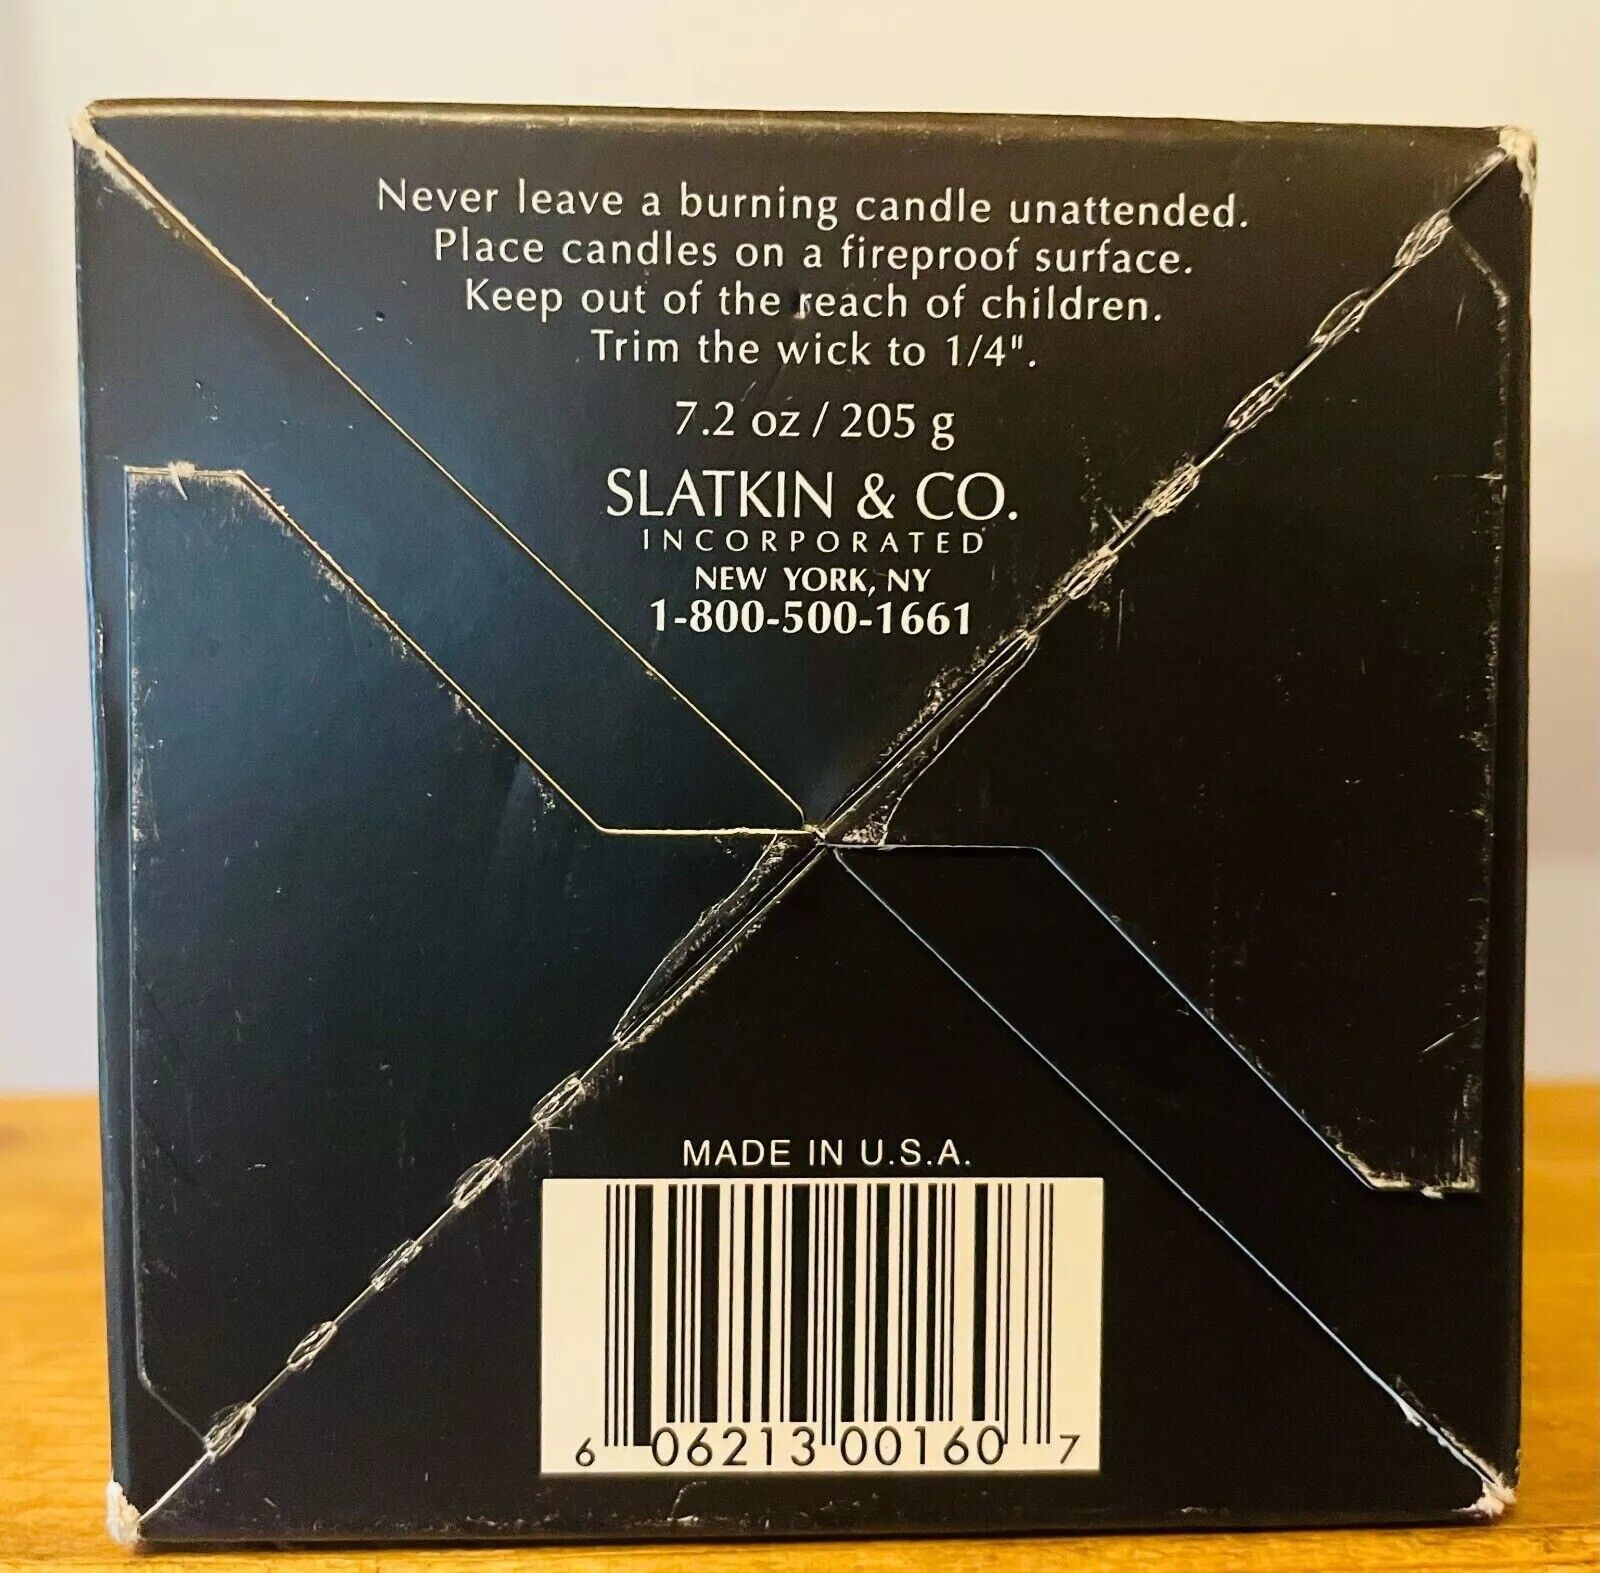 Never leave a burning candle unattended.
Place candles on a fireproof surface.
Keep out of the reach of children.
Trim the wick to 1/4".
7.2 oz / 205 g
SLATKIN & CO.
INCORPORATED
NEW YORK, NY
1-800-500-1661
MADE IN U.S.A.
6 06213 00160 7